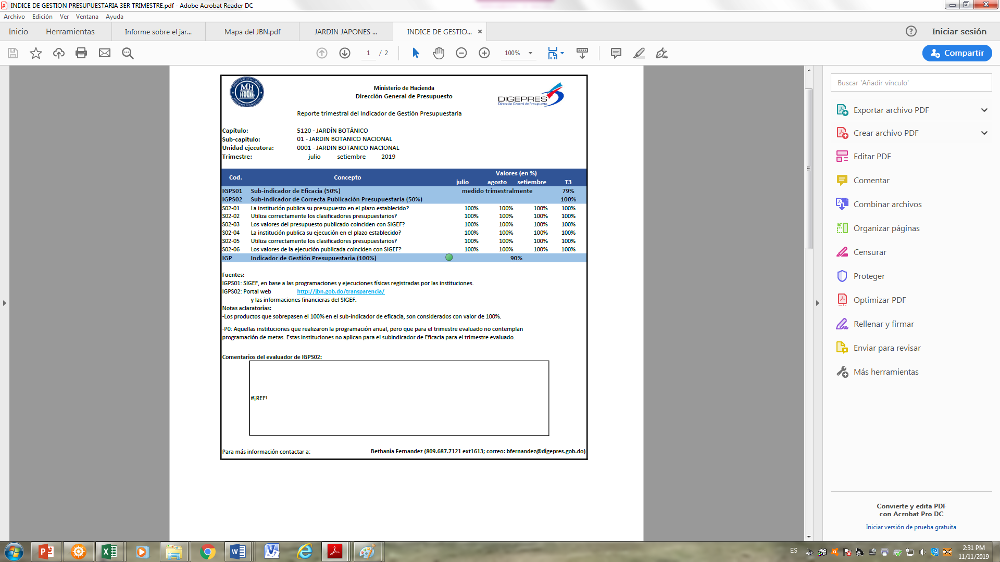 INDICE DE GESTION PRESUPUESTARIA 3ER TRIMESTRE.pdf - Adobe Acrobat Reader DC
Archivo Edición Ver Ventana Ayuda
Inicio Herramientas Informe sobre el jar... Mapa del JBN.pdf JARDIN JAPONES ... INDICE DE GESTIO... × Iniciar sesión
1 / 2 100% Compartir
Ministerio de Hacienda
Dirección General de Presupuesto
MH
DIGEPRES
Dirección General de Presupuesto
Reporte trimestral del Indicador de Gestión Presupuestaria
Capítulo: 5120 - JARDÍN BOTÁNICO
Sub-capítulo: 01 - JARDIN BOTANICO NACIONAL
Unidad ejecutora: 0001 - JARDIN BOTANICO NACIONAL
Trimestre: julio setiembre 2019
Cod. Concepto Valores (en %)
julio agosto setiembre T3
IGPS01 Sub-indicador de Eficacia (50%) medido trimestralmente 79%
IGPS02 Sub-indicador de Correcta Publicación Presupuestaria (50%) 100%
S02-01 La institución publica su presupuesto en el plazo establecido? 100% 100% 100% 100%
S02-02 Utiliza correctamente los clasificadores presupuestarios? 100% 100% 100% 100%
S02-03 Los valores del presupuesto publicado coinciden con SIGEF? 100% 100% 100% 100%
S02-04 La institución publica su ejecución en el plazo establecido? 100% 100% 100% 100%
S02-05 Utiliza correctamente los clasificadores presupuestarios? 100% 100% 100% 100%
S02-06 Los valores de la ejecución publicada coinciden con SIGEF? 100% 100% 100% 100%
IGP Indicador de Gestión Presupuestaria (100%) 90%
Fuentes:
IGPS01: SIGEF, en base a las programaciones y ejecuciones físicas registradas por las instituciones.
IGPS02: Portal web http://jbn.gob.do/transparencia/
y las informaciones financieras del SIGEF.
Notas aclaratorias:
-Los productos que sobrepasen el 100% en el sub-indicador de eficacia, son considerados con valor de 100%.
-P0: Aquellas instituciones que realizaron la programación anual, pero que para el trimestre evaluado no contemplan
programación de metas. Estas instituciones no aplican para el subindicador de Eficacia para el trimestre evaluado.
Comentarios del evaluador de IGPS02:
#¡REF!
Para más información contactar a: Bethania Fernandez (809.687.7121 ext1613; correo: bfernandez@digepres.gob.do)
Buscar 'Añadir vínculo'
Exportar archivo PDF
Crear archivo PDF
Editar PDF
Comentar
Combinar archivos
Organizar páginas
Censurar
Proteger
Optimizar PDF
Rellenar y firmar
Enviar para revisar
Más herramientas
Convierte y edita PDF
con Acrobat Pro DC
Iniciar versión de prueba gratuita
ES
2:31 PM
11/11/2019